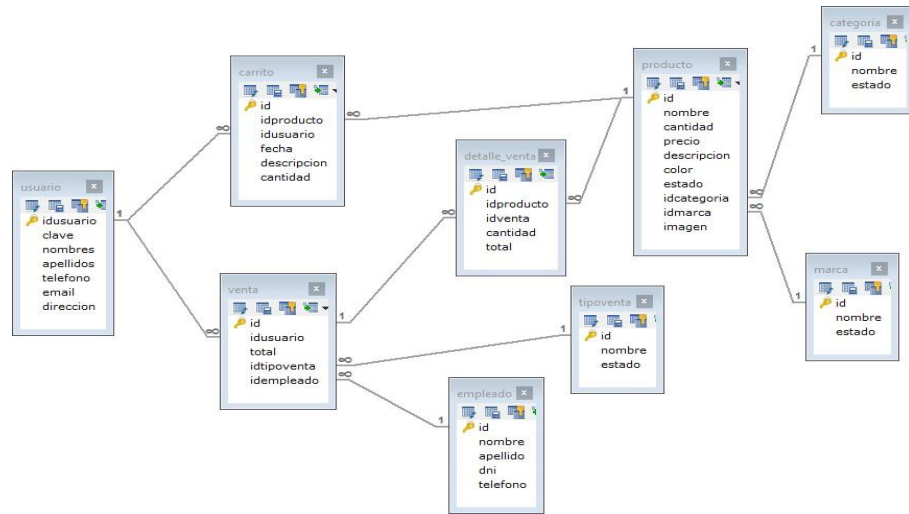 categoria
id
nombre
estado
carrito
id
idproducto
idusuario
fecha
descripcion
cantidad
producto
id
nombre
cantidad
precio
descripcion
color
estado
idcategoria
idmarca
imagen
detalle_venta
id
idproducto
idventa
cantidad
total
usuario
idusuario
clave
nombres
apellidos
telefono
email
direccion
venta
id
idusuario
total
idtipoventa
idempleado
tipoventa
id
nombre
estado
marca
id
nombre
estado
empleado
id
nombre
apellido
dni
telefono
1
∞
1
∞
1
∞
∞
1
∞
∞
1
∞
1
∞
1
∞
1